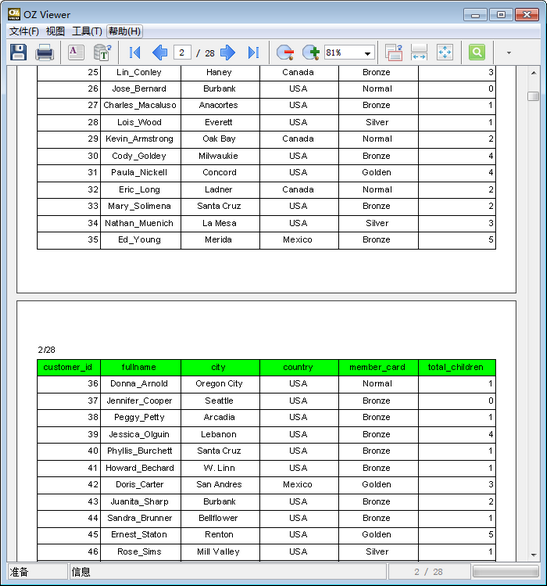 OZ Viewer
文件(F) 视图 工具(T) 帮助(H)
2 / 28 81%
25 Lin_Conley Haney Canada Bronze 3
26 Jose_Bernard Burbank USA Normal 0
27 Charles_Macaluso Anacortes USA Bronze 1
28 Lois_Wood Everett USA Silver 1
29 Kevin_Armstrong Oak Bay Canada Normal 2
30 Cody_Goldey Milwaukie USA Bronze 4
31 Paula_Nickell Concord USA Golden 4
32 Eric_Long Ladner Canada Normal 2
33 Mary_Solimena Santa Cruz USA Bronze 2
34 Nathan_Muenich La Mesa USA Silver 3
35 Ed_Young Merida Mexico Bronze 5
2/28
customer_id fullname city country member_card total_children
36 Donna_Arnold Oregon City USA Normal 1
37 Jennifer_Cooper Seattle USA Bronze 0
38 Peggy_Petty Arcadia USA Bronze 1
39 Jessica_Olguin Lebanon USA Bronze 4
40 Phyllis_Burchett Santa Cruz USA Bronze 1
41 Howard_Bechard W. Linn USA Bronze 1
42 Doris_Carter San Andres Mexico Golden 3
43 Juanita_Sharp Burbank USA Bronze 2
44 Sandra_Brunner Bellflower USA Bronze 1
45 Ernest_Staton Renton USA Golden 5
46 Rose_Sims Mill Valley USA Silver 1
准备 信息 2 / 28